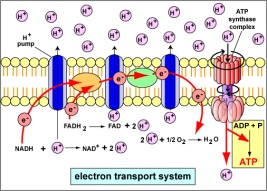 H⁺ H⁺ H⁺ H⁺ H⁺ H⁺ H⁺
H⁺ H⁺ H⁺ H⁺ H⁺
ATP
synthase
complex
H⁺
pump
e⁻ e⁻ e⁻ e⁻
FADH₂ → FAD + 2 H⁺
2 H⁺ + 1/2 O₂ → H₂O
NADH + H⁺ → NAD⁺ + 2 H⁺
ADP + P
ATP
H⁺
electron transport system